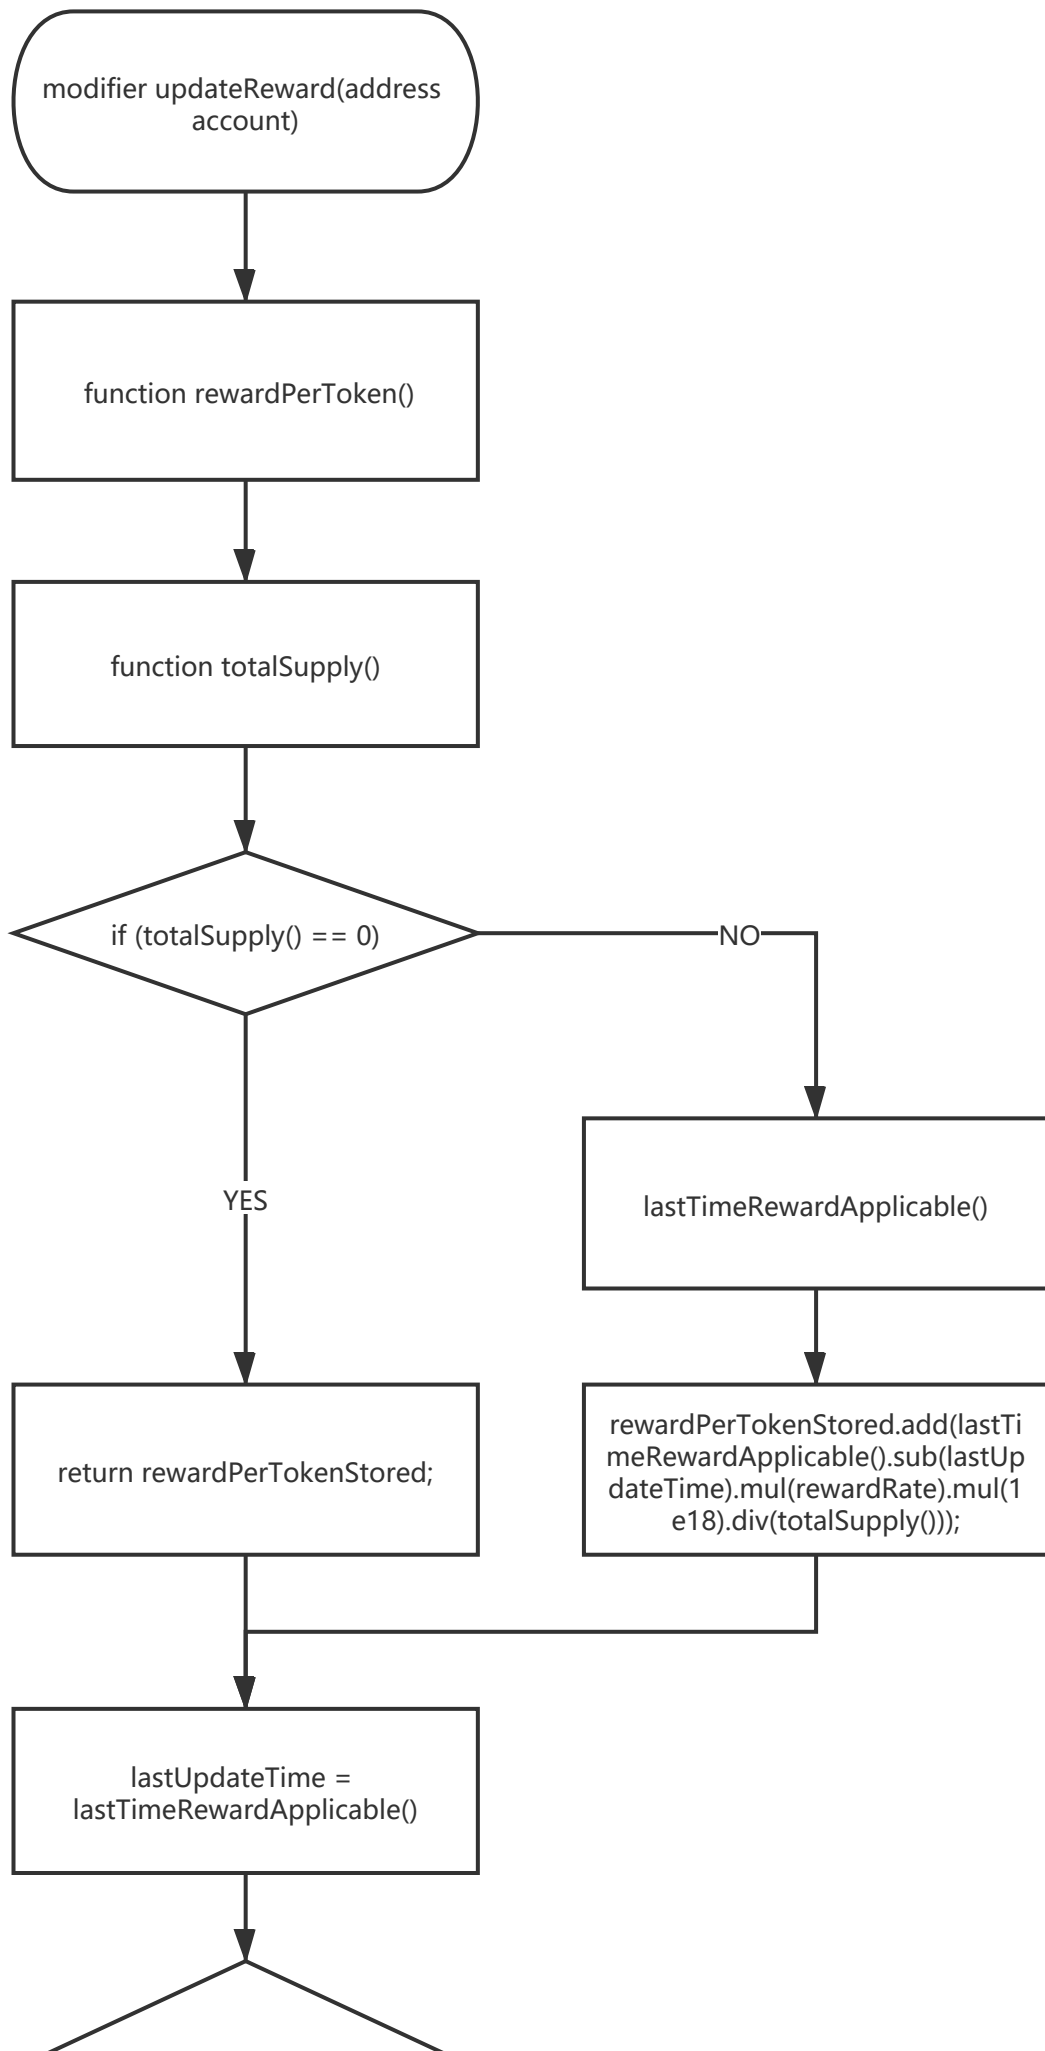 modifier updateReward(address
account)
function rewardPerToken()
function totalSupply()
if (totalSupply() == 0)
NO
YES
lastTimeRewardApplicable()
return rewardPerTokenStored;
rewardPerTokenStored.add(lastTi
meRewardApplicable().sub(lastUp
dateTime).mul(rewardRate).mul(1
e18).div(totalSupply()));
lastUpdateTime =
lastTimeRewardApplicable()